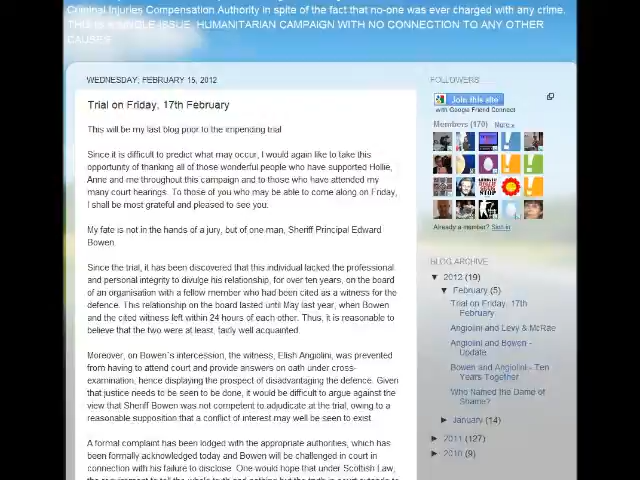 Criminal Injuries Compensation Authority in spite of the fact that no-one was ever charged with any crime.
THIS IS A SINGLE-ISSUE, HUMANITARIAN CAMPAIGN WITH NO CONNECTION TO ANY OTHER
CAUSES
WEDNESDAY, FEBRUARY 15, 2012
Trial on Friday, 17th February
This will be my last blog poor to the impending trial
Since it is difficult to predict what may occur, I would again like to take this
opportunity of thanking all of those wonderful people who have supported Hollie,
Anne and me throughout this campaign and to those who have attended my
many court hearings. To those of you who may be able to come along on Friday,
I shall be most grateful and pleased to see you.
My fate is not in the hands of a jury, but of one man, Sheriff Principal Edward
Bowen.
Since the trial, it has been discovered that this individual lacked the professional
and personal integrity to divulge his relationship, for over ten years, on the board
of an organisation with a fellow member who had been cited as a witness for the
defence. This relationship on the board lasted until May last year, when Bowen
and the cited witness left within 24 hours of each other. Thus, it is reasonable to
believe that the two were at least, fairly well acquainted.
Moreover, on Bowen's intercession, the witness, Elish Angiolini, was prevented
from having to attend court and provide answers on oath under cross-
examination, hence displaying the prospect of disadvantaging the defence. Given
that justice needs to be seen to be done, it would be difficult to argue against the
view that Sheriff Bowen was not competent to adjudicate at the trial, owing to a
reasonable supposition that a conflict of interest may well be seen to exist.
A formal complaint has been lodged with the appropriate authorities, which has
been formally acknowledged today and Bowen will be challenged in court in
connection with his failure to disclose. One would hope that under Scottish Law,
FOLLOWERS
Join this site
with Google Friend Connect
Members (170) More »
Already a member? Sign in
BLOG ARCHIVE
▼ 2012 (19)
▼ February (5)
Trial on Friday, 17th
February
Angiolini and Levy & McRae
Angiolini and Bowen -
Update
Bowen and Angiolini - Ten
Years Together
Who Named the Dame of
Shame?
► January (14)
► 2011 (127)
► 2010 (9)